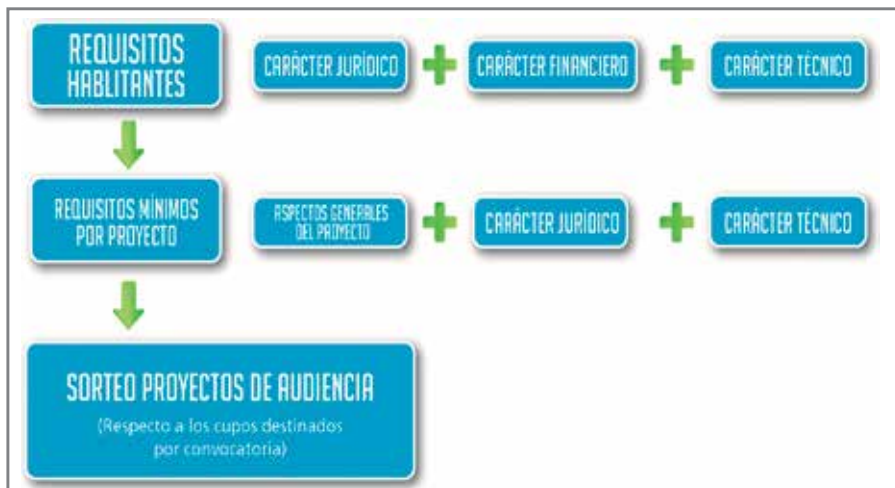 REQUISITOS
HABLITANTES
CARÁCTER JURÍDICO + CARÁCTER FINANCIERO + CARÁCTER TÉCNICO
REQUISITOS MÍNIMOS
POR PROYECTO
ASPECTOS GENERALES
DEL PROYECTO
+ CARÁCTER JURÍDICO + CARÁCTER TÉCNICO
SORTEO PROYECTOS DE AUDIENCIA
(Respecto a los cupos destinados
por convocatoria)